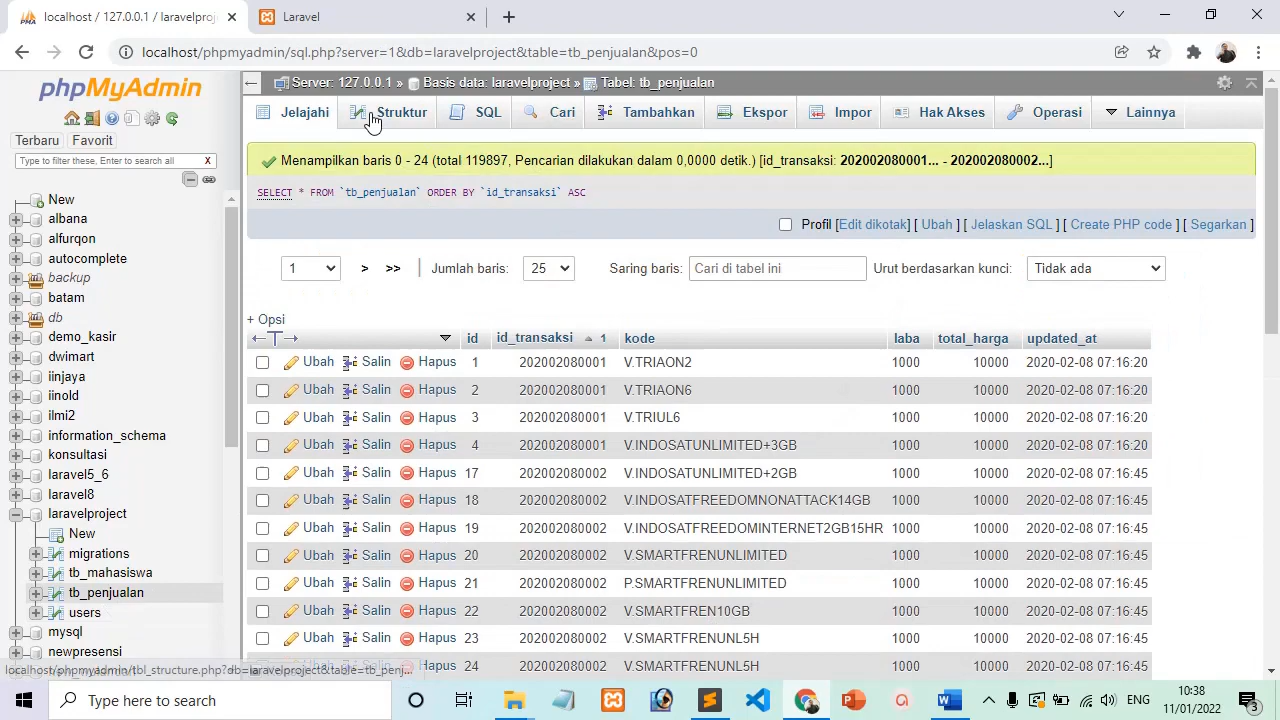 localhost / 127.0.0.1 / laravelproj
Laravel
localhost/phpmyadmin/sql.php?server=1&db=laravelproject&table=tb_penjualan&pos=0
phpMyAdmin
Terbaru Favorit
Type to filter these, Enter to search all X
New
albana
alfurqon
autocomplete
backup
batam
db
demo_kasir
dwimart
iinjaya
iinold
ilmi2
information_schema
konsultasi
laravel5_6
laravel8
laravelproject
New
migrations
tb_mahasiswa
tb_penjualan
users
mysql
newpresensi
localhost/phpmyadmin/tbl_structure.php?db=laravelproject&table=tb_penj...
Server: 127.0.0.1 » Basis data: laravelproject » Tabel: tb_penjualan
Jelajahi Struktur SQL Cari Tambahkan Ekspor Impor Hak Akses Operasi Lainnya
Menampilkan baris 0 - 24 (total 119897, Pencarian dilakukan dalam 0,0000 detik.) [id_transaksi: 202002080001... - 202002080002...]
SELECT * FROM `tb_penjualan` ORDER BY `id_transaksi` ASC
Profil [Edit dikotak] [ Ubah ] [ Jelaskan SQL ] [ Create PHP code ] [ Segarkan ]
1 > >> Jumlah baris: 25 Saring baris: Cari di tabel ini Urut berdasarkan kunci: Tidak ada
+ Opsi
←T→ id id_transaksi 1 kode laba total_harga updated_at
Ubah Salin Hapus 1 202002080001 V.TRIAON2 1000 10000 2020-02-08 07:16:20
Ubah Salin Hapus 2 202002080001 V.TRIAON6 1000 10000 2020-02-08 07:16:20
Ubah Salin Hapus 3 202002080001 V.TRIUL6 1000 10000 2020-02-08 07:16:20
Ubah Salin Hapus 4 202002080001 V.INDOSATUNLIMITED+3GB 1000 10000 2020-02-08 07:16:20
Ubah Salin Hapus 17 202002080002 V.INDOSATUNLIMITED+2GB 1000 10000 2020-02-08 07:16:45
Ubah Salin Hapus 18 202002080002 V.INDOSATFREEDOMNONATTACK14GB 1000 10000 2020-02-08 07:16:45
Ubah Salin Hapus 19 202002080002 V.INDOSATFREEDOMINTERNET2GB15HR 1000 10000 2020-02-08 07:16:45
Ubah Salin Hapus 20 202002080002 V.SMARTFRENUNLIMITED 1000 10000 2020-02-08 07:16:45
Ubah Salin Hapus 21 202002080002 P.SMARTFRENUNLIMITED 1000 10000 2020-02-08 07:16:45
Ubah Salin Hapus 22 202002080002 V.SMARTFREN10GB 1000 10000 2020-02-08 07:16:45
Ubah Salin Hapus 23 202002080002 V.SMARTFRENUNL5H 1000 10000 2020-02-08 07:16:45
Ubah Salin Hapus 24 202002080002 V.SMARTFRENUNL5H 1000 10000 2020-02-08 07:16:45
Type here to search
ENG
10:38
11/01/2022
3